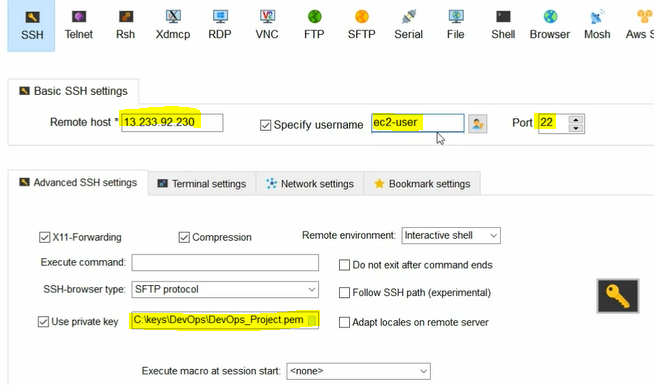 SSH Telnet Rsh Xdmcp RDP VNC FTP SFTP Serial File Shell Browser Mosh Aws S
Basic SSH settings
Remote host * 13.233.92.230 Specify username ec2-user Port 22
Advanced SSH settings Terminal settings Network settings Bookmark settings
X11-Forwarding Compression Remote environment: Interactive shell
Execute command: Do not exit after command ends
SSH-browser type: SFTP protocol Follow SSH path (experimental)
Use private key C:\keys\DevOps\DevOps_Project.pem Adapt locales on remote server
Execute macro at session start: <none>